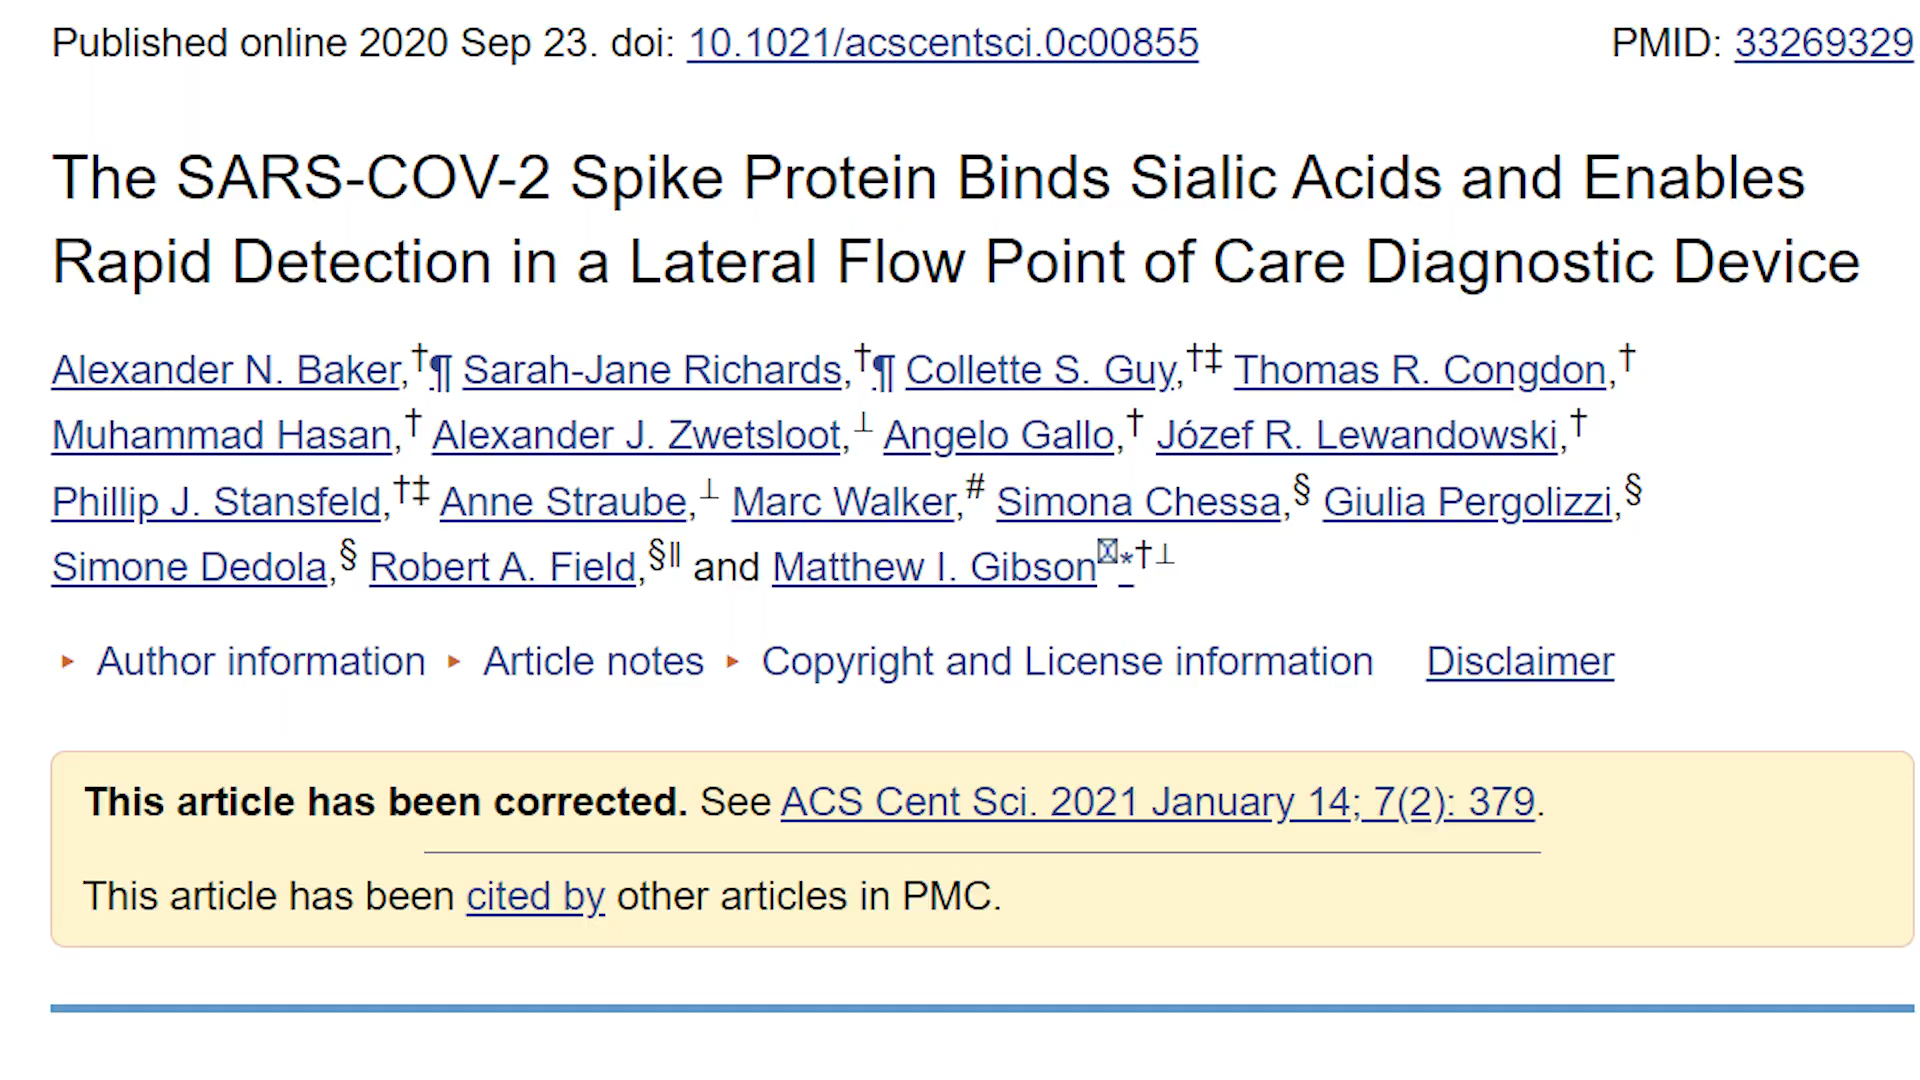 Published online 2020 Sep 23. doi: 10.1021/acscentsci.0c00855 PMID: 33269329
The SARS-COV-2 Spike Protein Binds Sialic Acids and Enables
Rapid Detection in a Lateral Flow Point of Care Diagnostic Device
Alexander N. Baker,†¶ Sarah-Jane Richards,†¶ Collette S. Guy,†‡ Thomas R. Congdon,†
Muhammad Hasan,† Alexander J. Zwetsloot,⊥ Angelo Gallo,† Józef R. Lewandowski,†
Phillip J. Stansfeld,†‡ Anne Straube,⊥ Marc Walker,# Simona Chessa,§ Giulia Pergolizzi,§
Simone Dedola,§ Robert A. Field,§∥ and Matthew I. Gibson*†⊥
Author information Article notes Copyright and License information Disclaimer
This article has been corrected. See ACS Cent Sci. 2021 January 14; 7(2): 379.
This article has been cited by other articles in PMC.